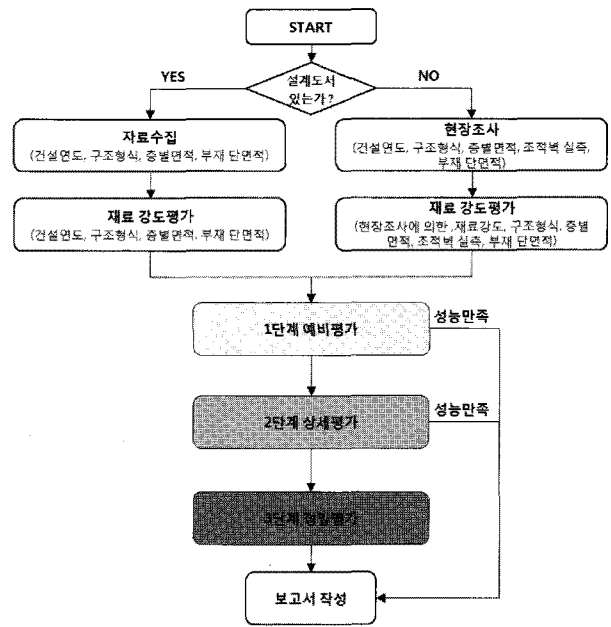 START
YES
설계도서
있는가?
NO
자료수집
(건설연도, 구조형식, 층별면적, 부재 단면적)
현장조사
(건설연도, 구조형식, 층별면적, 조적벽 실측,
부재 단면적)
재료 강도평가
(건설연도, 구조형식, 층별면적, 부재 단면적)
재료 강도평가
(현장조사에 의한 ,재료강도, 구조형식, 층별
면적, 조적벽 실측, 부재 단면적)
1단계 예비평가
성능만족
2단계 상세평가
성능만족
3단계 정밀평가
보고서 작성